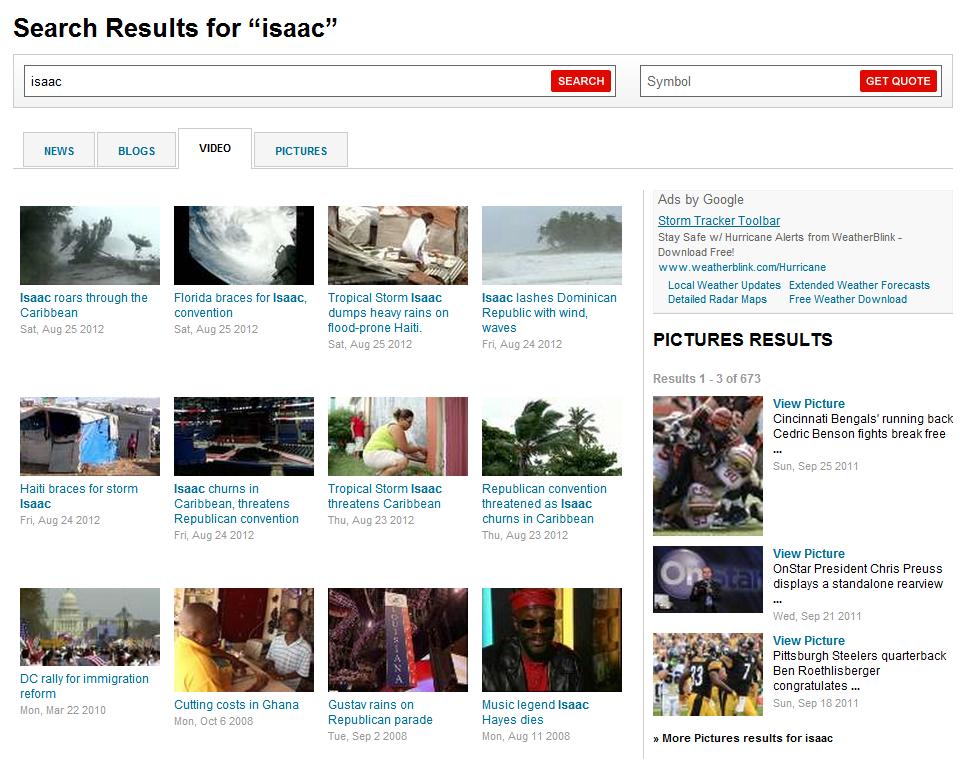 Search Results for “isaac”
isaac
SEARCH
Symbol
GET QUOTE
NEWS
BLOGS
VIDEO
PICTURES
Isaac roars through the
Caribbean
Sat, Aug 25 2012
Florida braces for Isaac,
convention
Sat, Aug 25 2012
Tropical Storm Isaac
dumps heavy rains on
flood-prone Haiti.
Sat, Aug 25 2012
Isaac lashes Dominican
Republic with wind,
waves
Fri, Aug 24 2012
Haiti braces for storm
Isaac
Fri, Aug 24 2012
Isaac churns in
Caribbean, threatens
Republican convention
Fri, Aug 24 2012
Tropical Storm Isaac
threatens Caribbean
Thu, Aug 23 2012
Republican convention
threatened as Isaac
churns in Caribbean
Thu, Aug 23 2012
DC rally for immigration
reform
Mon, Mar 22 2010
Cutting costs in Ghana
Mon, Oct 6 2008
LOUISIANA
Gustav rains on
Republican parade
Tue, Sep 2 2008
Music legend Isaac
Hayes dies
Mon, Aug 11 2008
Ads by Google
Storm Tracker Toolbar
Stay Safe w/ Hurricane Alerts from WeatherBlink -
Download Free!
www.weatherblink.com/Hurricane
Local Weather Updates Extended Weather Forecasts
Detailed Radar Maps Free Weather Download
PICTURES RESULTS
Results 1 - 3 of 673
View Picture
Cincinnati Bengals' running back
Cedric Benson fights break free
...
Sun, Sep 25 2011
OnStar
View Picture
OnStar President Chris Preuss
displays a standalone rearview
...
Wed, Sep 21 2011
33
7
View Picture
Pittsburgh Steelers quarterback
Ben Roethlisberger
congratulates ...
Sun, Sep 18 2011
» More Pictures results for isaac